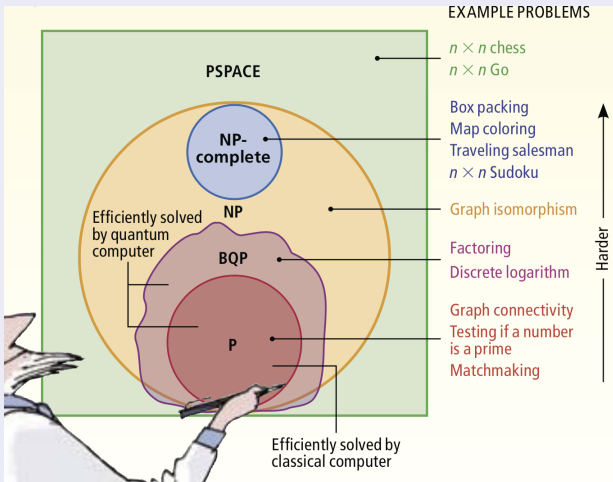 EXAMPLE PROBLEMS
n × n chess
n × n Go
PSPACE
Box packing
Map coloring
Traveling salesman
n × n Sudoku
NP-
complete
NP
Graph isomorphism
Efficiently solved
by quantum
computer
BQP
Factoring
Discrete logarithm
Harder
P
Graph connectivity
Testing if a number
is a prime
Matchmaking
Efficiently solved by
classical computer